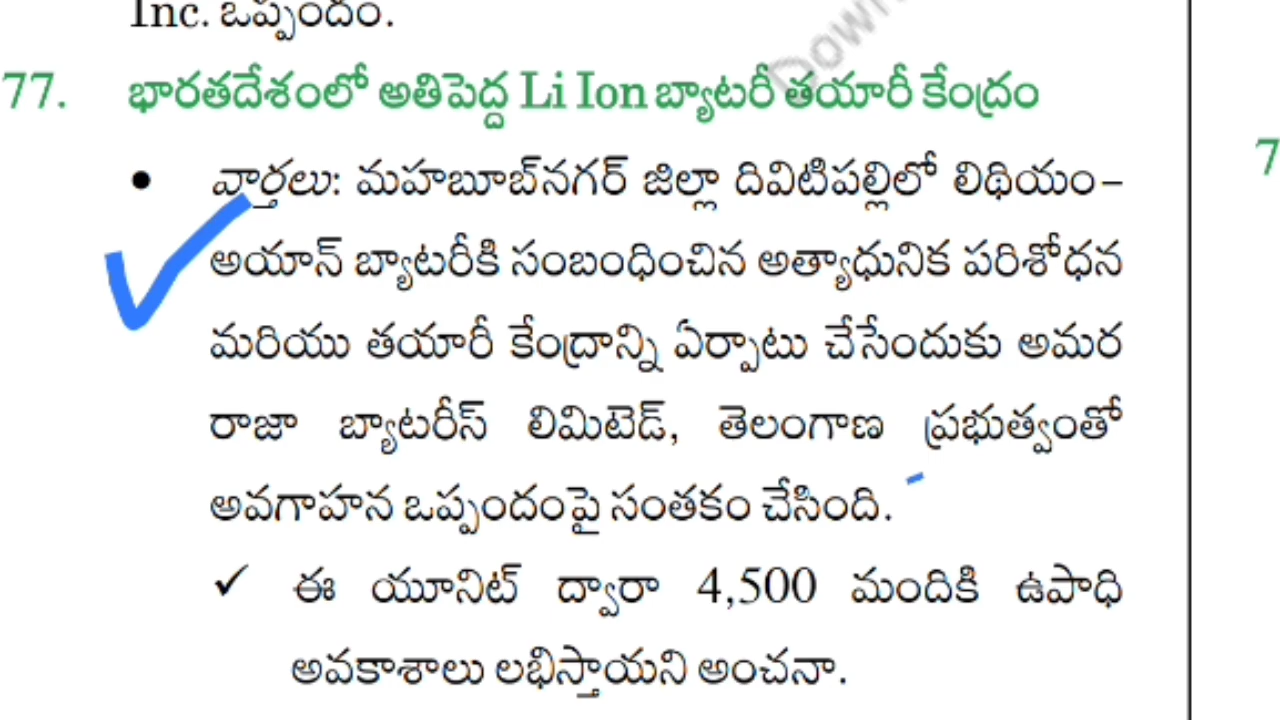 Inc. ఒప్పందం.
77. భారతదేశంలో అతిపెద్ద Li Ion బ్యాటరీ తయారీ కేంద్రం
• వార్తలు: మహబూబ్‌నగర్ జిల్లా దివిటిపల్లిలో లిథియం-
అయాన్ బ్యాటరీకి సంబంధించిన అత్యాధునిక పరిశోధన
మరియు తయారీ కేంద్రాన్ని ఏర్పాటు చేసేందుకు అమర
రాజా బ్యాటరీస్ లిమిటెడ్, తెలంగాణ ప్రభుత్వంతో
అవగాహన ఒప్పందంపై సంతకం చేసింది.
✓ ఈ యూనిట్ ద్వారా 4,500 మందికి ఉపాధి
అవకాశాలు లభిస్తాయని అంచనా.